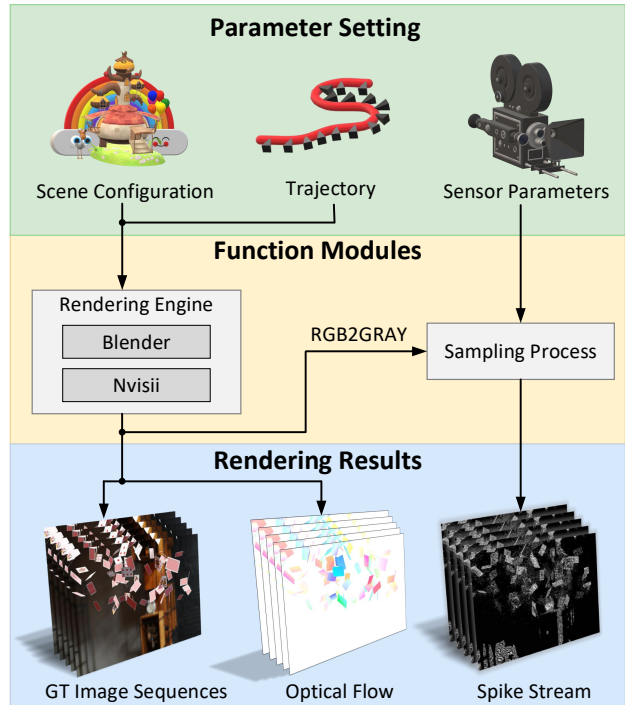 Parameter Setting
Scene Configuration
Trajectory
Sensor Parameters
Function Modules
Rendering Engine
Blender
Nvisii
RGB2GRAY
Sampling Process
Rendering Results
GT Image Sequences
Optical Flow
Spike Stream